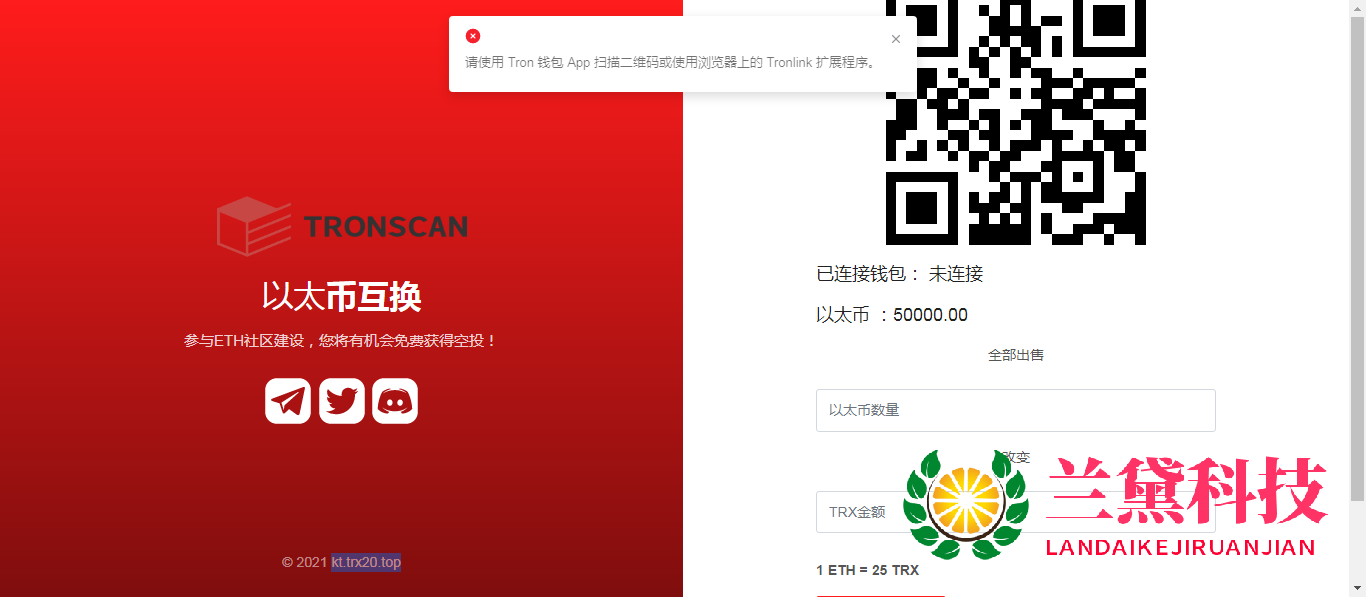 请使用 Tron 钱包 App 扫描二维码或使用浏览器上的 Tronlink 扩展程序。
TRONSCAN
以太币互换
参与ETH社区建设，您将有机会免费获得空投！
© 2021 kt.trx20.top
已连接钱包： 未连接
以太币 ：50000.00
全部出售
以太币数量
改变
TRX金额
1 ETH = 25 TRX
兰黛科技
LANDAIKEJIRUANJIAN